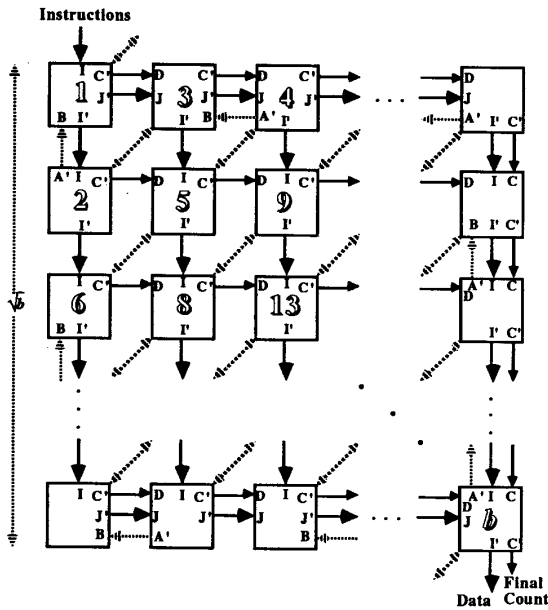 Instructions
I C' D I C' D I C' D
1 J' J 3 J' J 4 J' J
B I' I' B A' I' A' I' C'
A' I C' D I C' D I C' D I C
2 5 9
I' I' I' B I' C'
√b
I C' D I C' D I C' A' I C
6 8 13 D
B I' I' I' I' C'
I C' D I C' D I C' A' I C
J' J J' J J' D b
J
B A' B I' C'
Data Final
Count